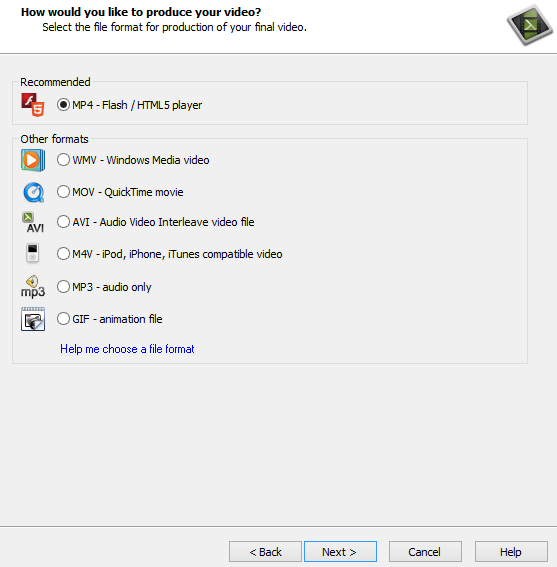 How would you like to produce your video?
Select the file format for production of your final video.
Recommended
MP4 - Flash / HTML5 player
Other formats
WMV - Windows Media video
MOV - QuickTime movie
AVI
AVI - Audio Video Interleave video file
M4V - iPod, iPhone, iTunes compatible video
mp3
MP3 - audio only
GIF - animation file
Help me choose a file format
< Back Next > Cancel Help